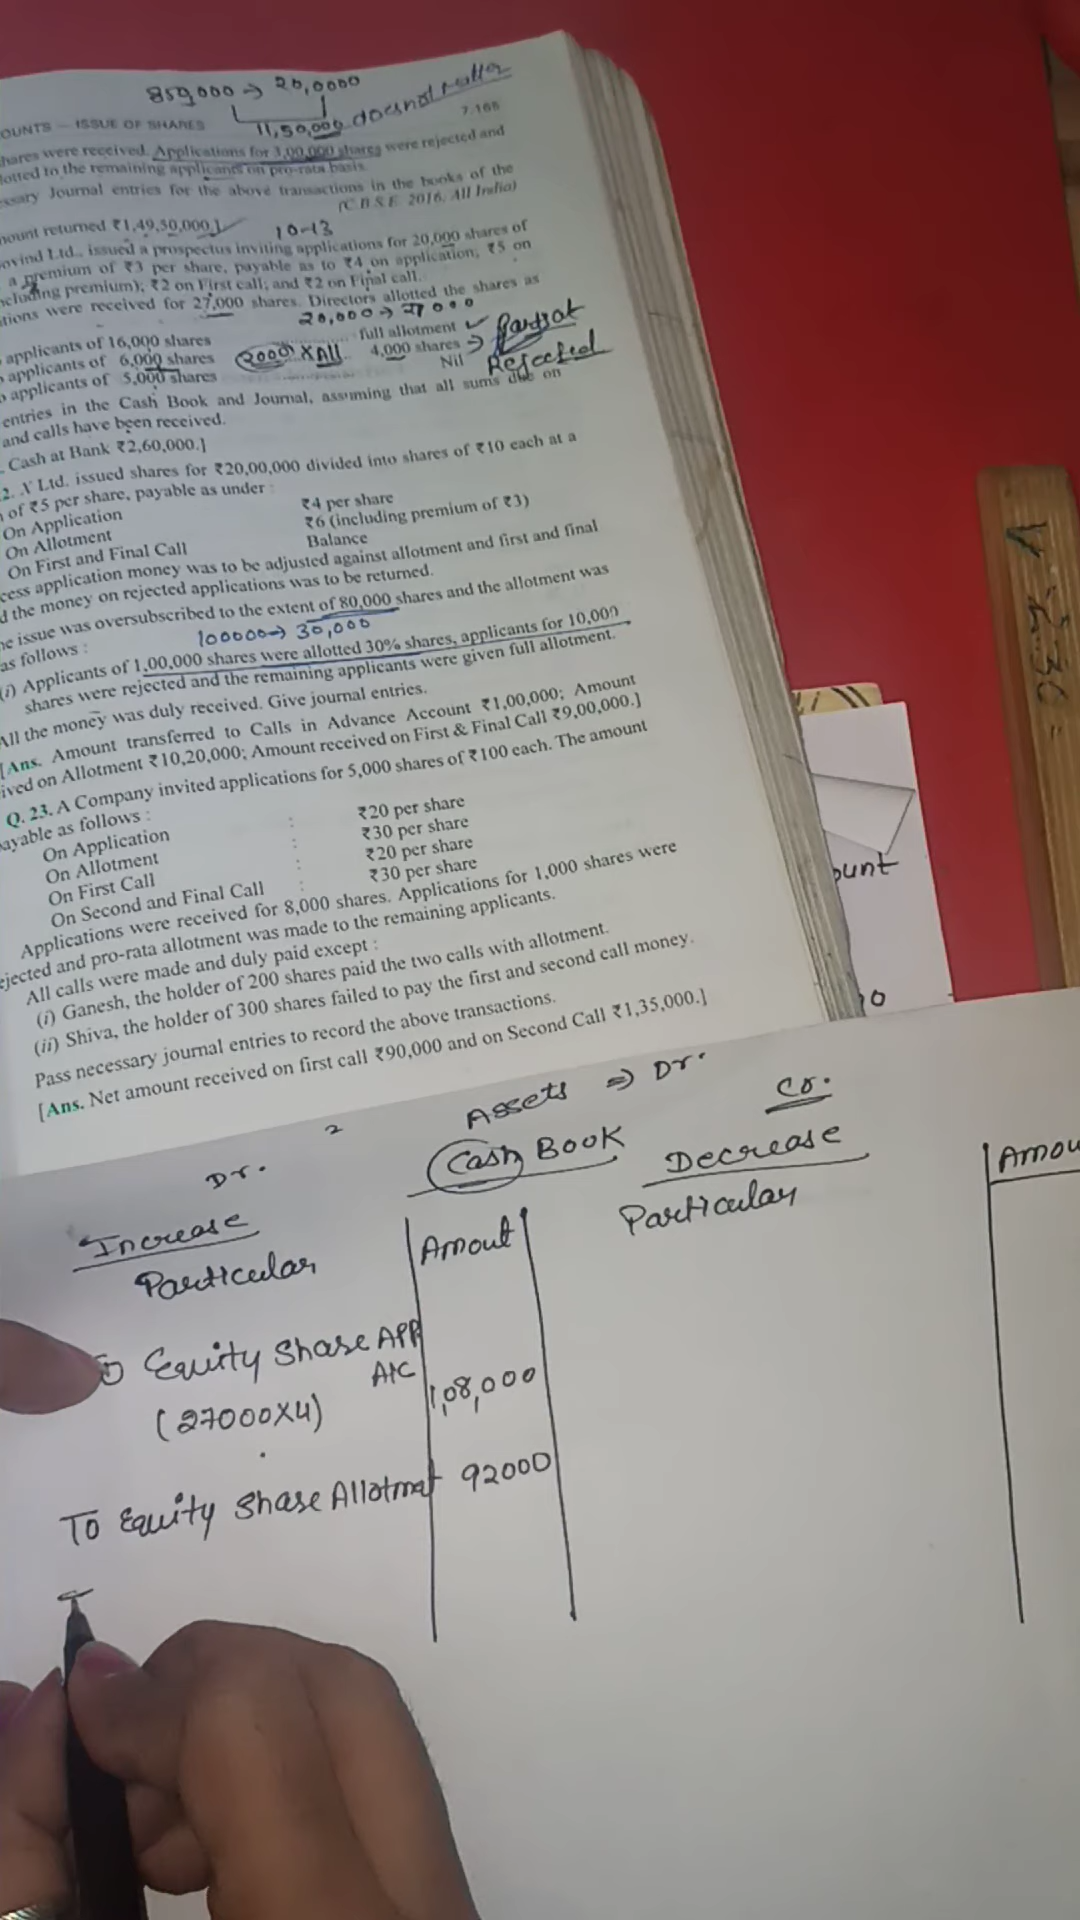 850,000 → 20,0000
11,50,000 does not matter
OUNTS — ISSUE OF SHARES 7.165
hares were received. Applications for 3,00,000 shares were rejected and
lotted to the remaining applicants on pro-rata basis.
essary Journal entries for the above transactions in the books of the
(C.B.S.E. 2016, All India)
nount returned ₹1,49,50,000.]
10-13
ovind Ltd., issued a prospectus inviting applications for 20,000 shares of
a premium of ₹3 per share, payable as to ₹4 on application; ₹5 on
ncluding premium); ₹2 on First call; and ₹2 on Final call.
tions were received for 27,000 shares. Directors allotted the shares as
20,000 → 27000
applicants of 16,000 shares full allotment ✓
applicants of 6,000 shares 2000 x All 4,000 shares → Parorat
applicants of 5,000 shares Nil Rejected
entries in the Cash Book and Journal, assuming that all sums due on
and calls have been received.
Cash at Bank ₹2,60,000.]
2. X Ltd. issued shares for ₹20,00,000 divided into shares of ₹10 each at a
of ₹5 per share, payable as under :
On Application ₹4 per share
On Allotment ₹6 (including premium of ₹3)
On First and Final Call Balance
cess application money was to be adjusted against allotment and first and final
d the money on rejected applications was to be returned.
he issue was oversubscribed to the extent of 80,000 shares and the allotment was
as follows :
100000 → 30,000
(i) Applicants of 1,00,000 shares were allotted 30% shares, applicants for 10,000
shares were rejected and the remaining applicants were given full allotment.
All the money was duly received. Give journal entries.
[Ans. Amount transferred to Calls in Advance Account ₹1,00,000; Amount
ived on Allotment ₹10,20,000; Amount received on First & Final Call ₹9,00,000.]
Q. 23. A Company invited applications for 5,000 shares of ₹100 each. The amount
ayable as follows :
On Application : ₹20 per share
On Allotment : ₹30 per share
On First Call : ₹20 per share
On Second and Final Call : ₹30 per share
Applications were received for 8,000 shares. Applications for 1,000 shares were
ejected and pro-rata allotment was made to the remaining applicants.
All calls were made and duly paid except :
(i) Ganesh, the holder of 200 shares paid the two calls with allotment.
(ii) Shiva, the holder of 300 shares failed to pay the first and second call money.
Pass necessary journal entries to record the above transactions.
[Ans. Net amount received on first call ₹90,000 and on Second Call ₹1,35,000.]
ount
Assets ⇒ Dr.
Dr. Cash Book Cr.
Increase Decrease
Particular Amout Particular Amou
Equity Share APP
A/C
(27000X4) 1,08,000
To Equity Share Allotmat 92000